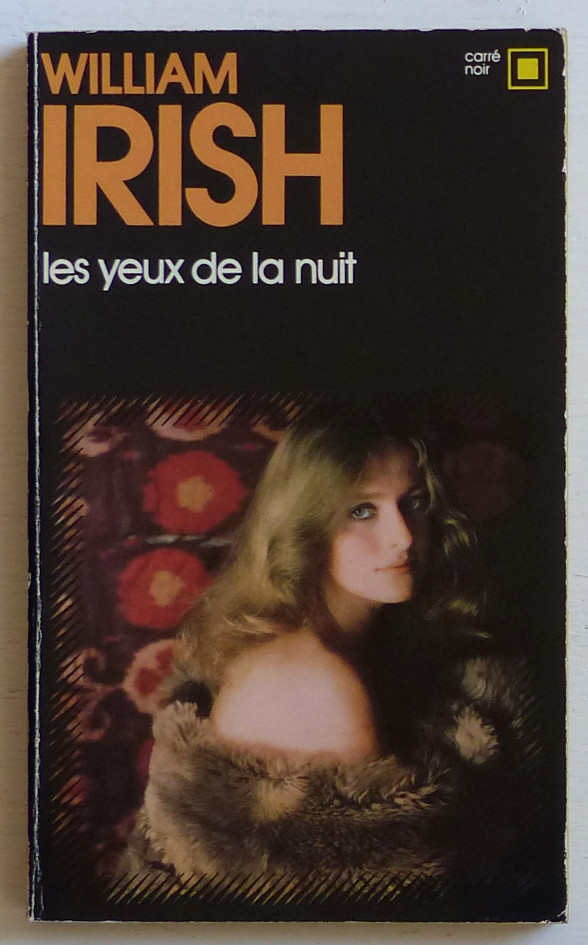 WILLIAM
IRISH
les yeux de la nuit
carré
noir